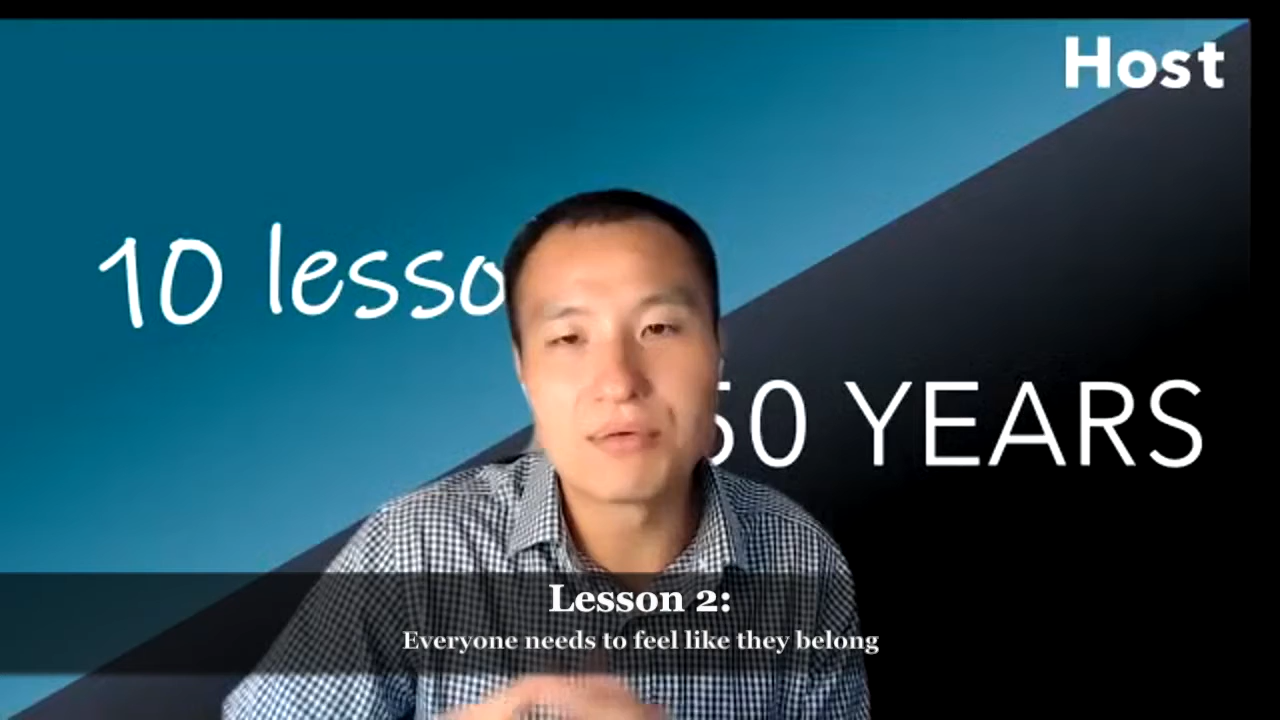 Host
10 lesso
50 YEARS
Lesson 2:
Everyone needs to feel like they belong